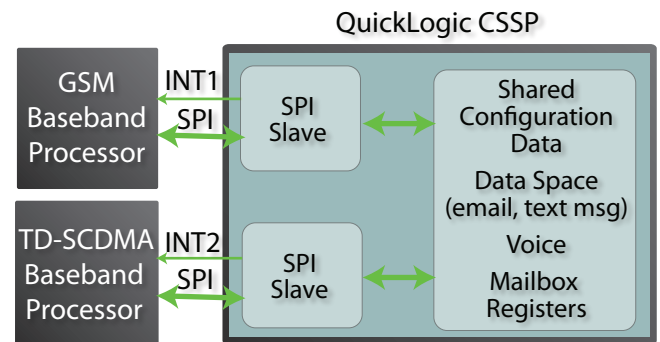 QuickLogic CSSP
GSM
Baseband
Processor
INT1
SPI
SPI
Slave
Shared
Configuration
Data
Data Space
(email, text msg)
Voice
Mailbox
Registers
TD-SCDMA
Baseband
Processor
INT2
SPI
SPI
Slave